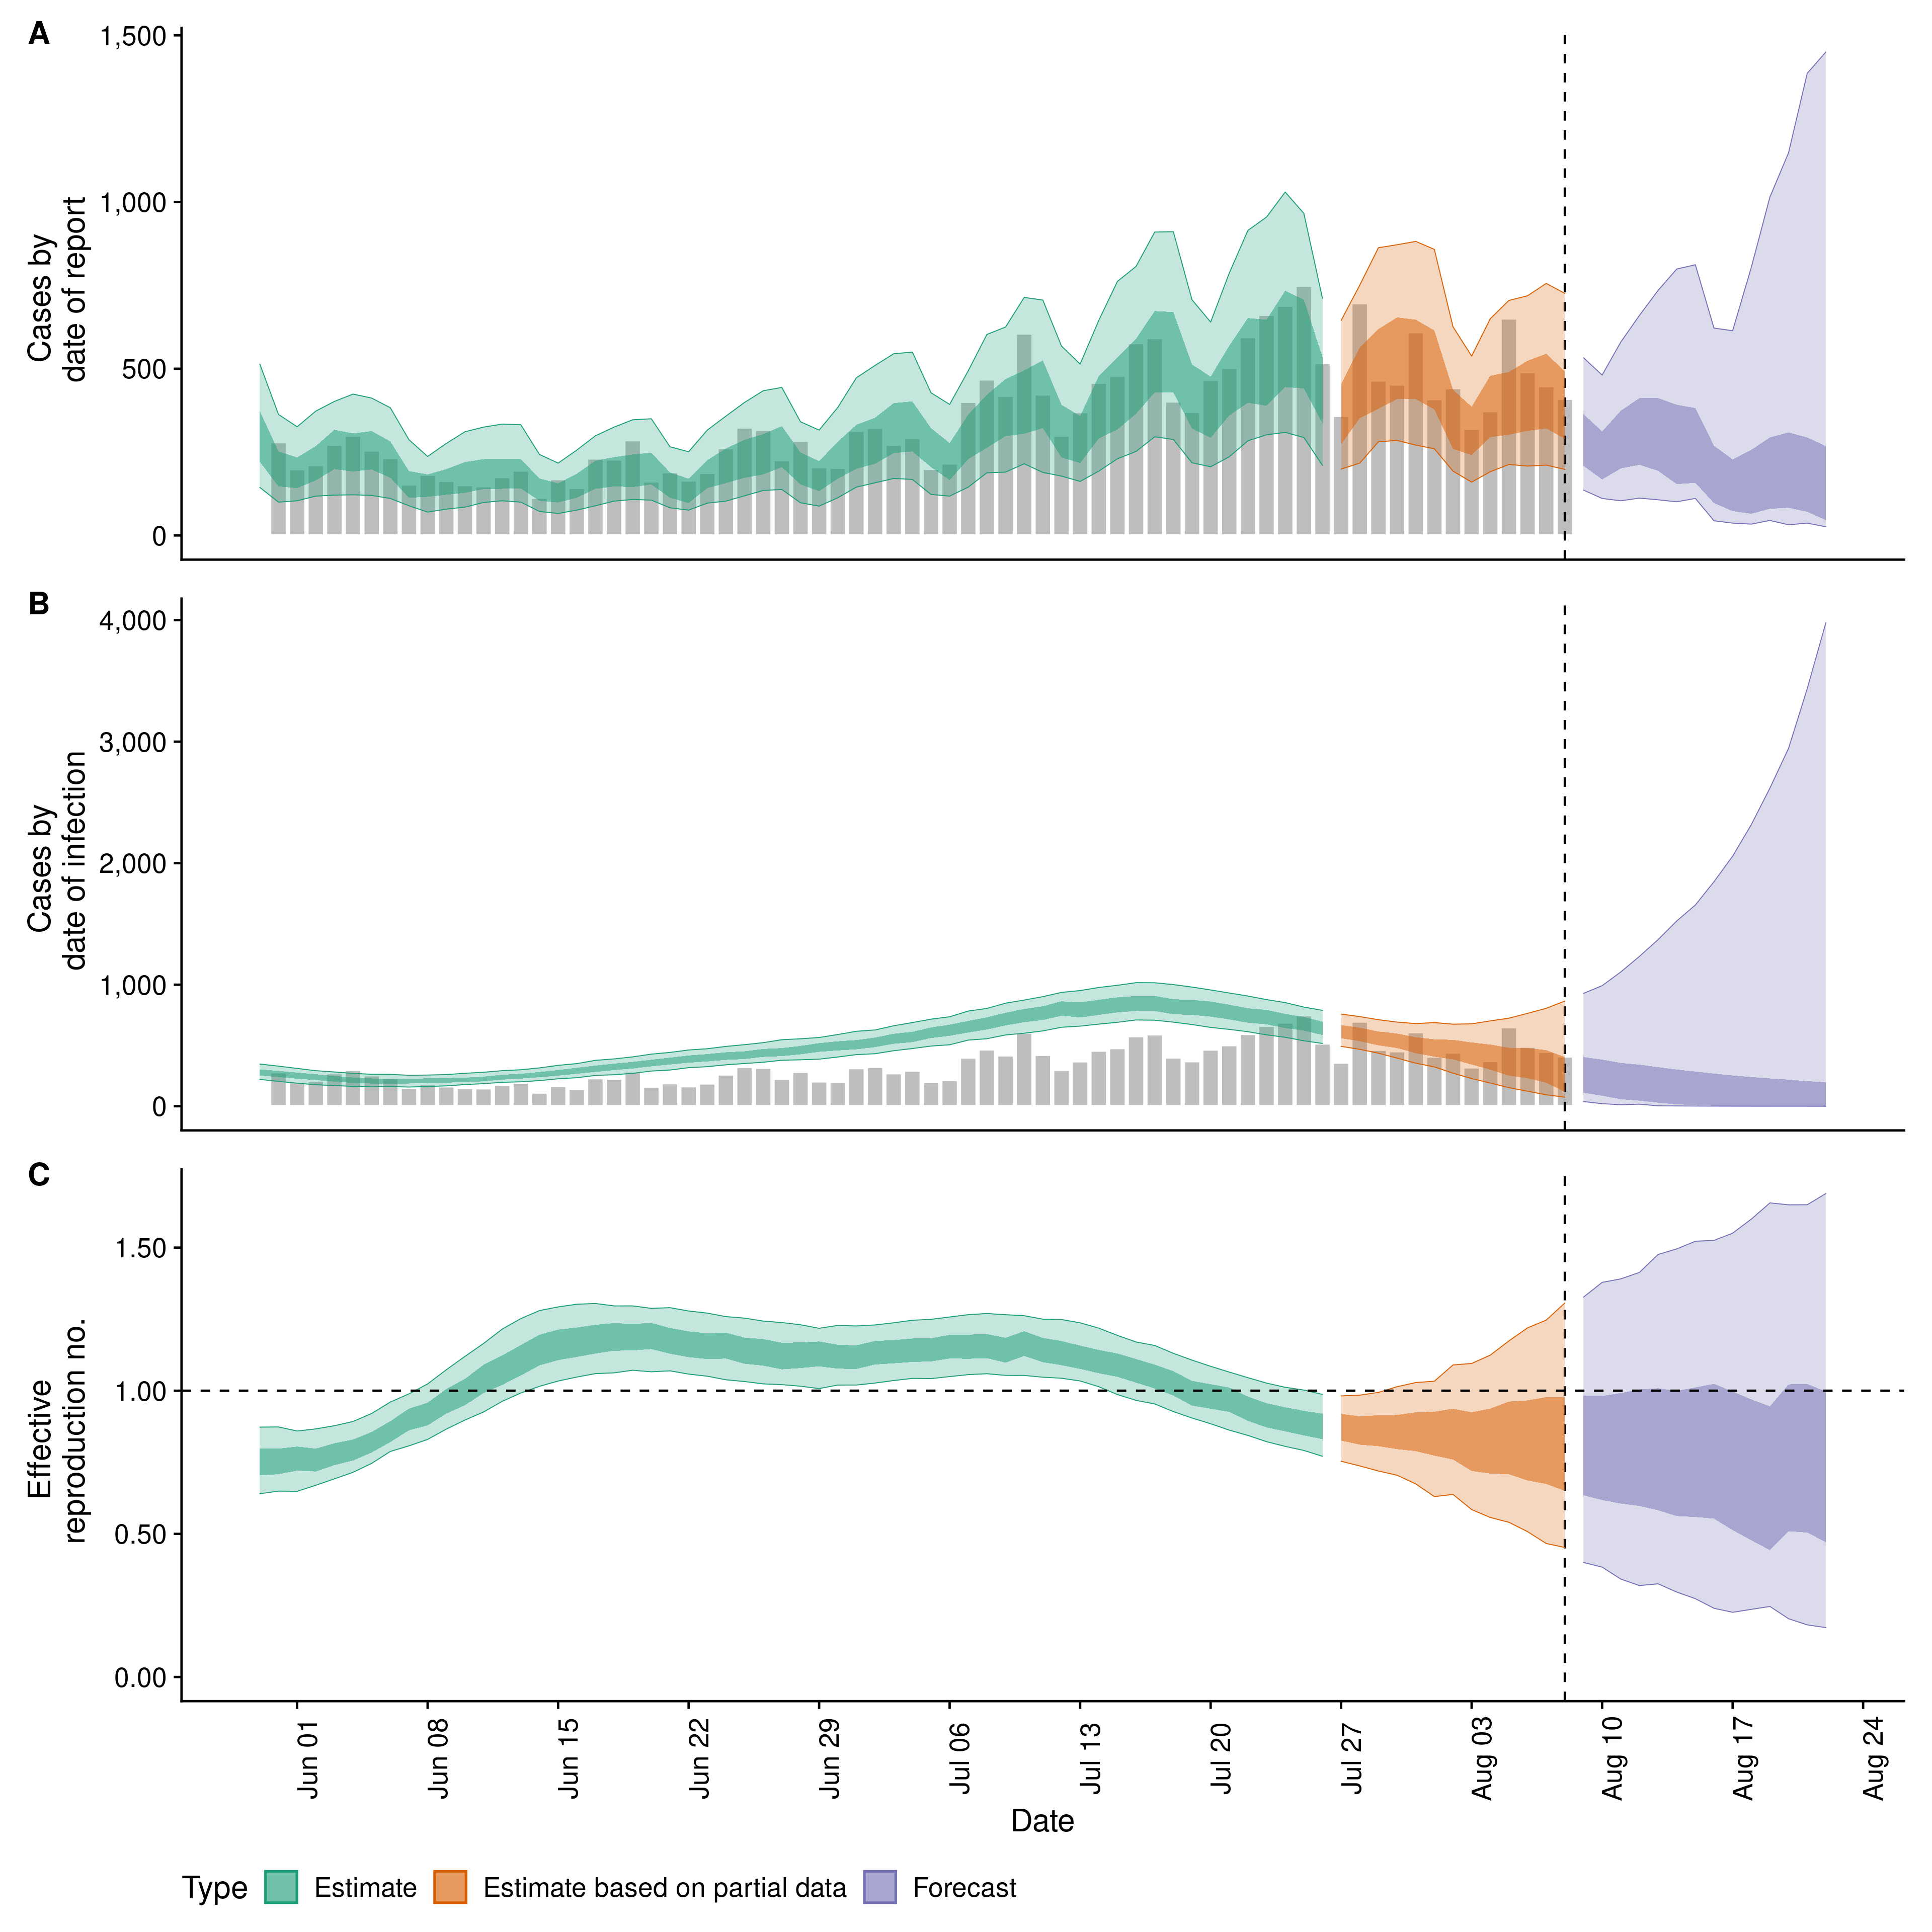 A
1,500
1,000
500
0
Cases by
date of report
B
4,000
3,000
2,000
1,000
0
Cases by
date of infection
C
1.50
1.00
0.50
0.00
Effective
reproduction no.
Jun 01
Jun 08
Jun 15
Jun 22
Jun 29
Jul 06
Jul 13
Jul 20
Jul 27
Aug 03
Aug 10
Aug 17
Aug 24
Date
Type Estimate Estimate based on partial data Forecast